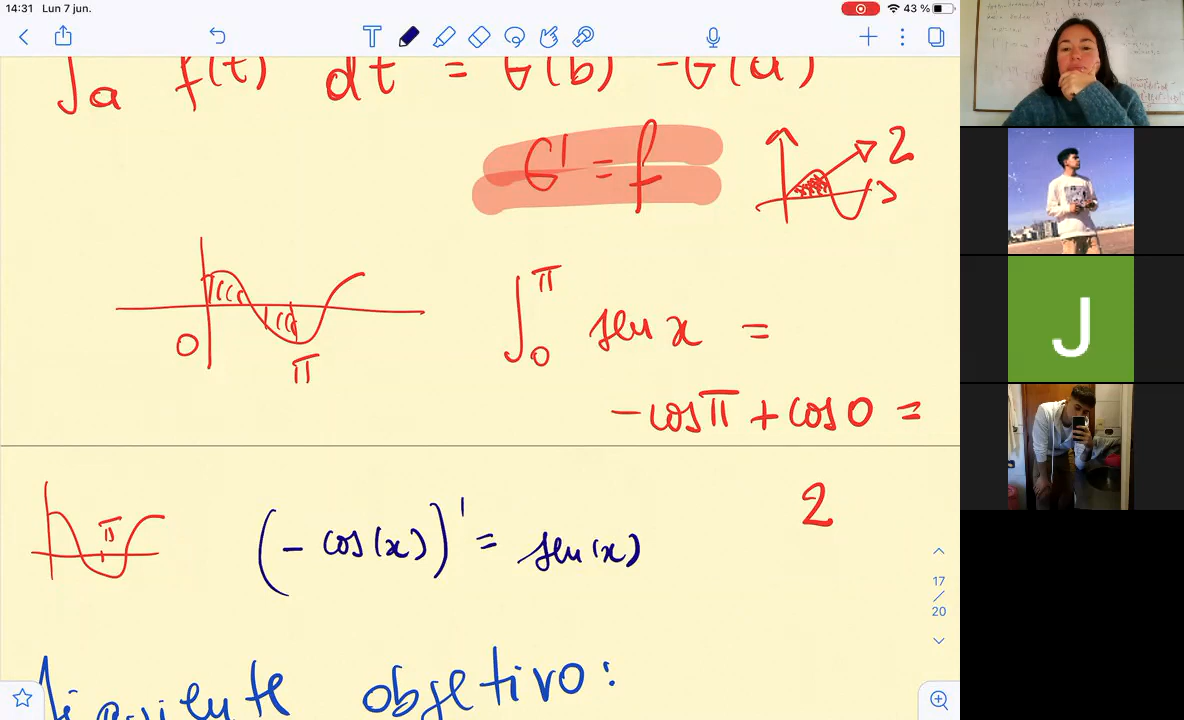 14:31 Lun 7 jun.
43 %
∫a f(t) dt = G(b) - G(a)
G' = f
2
0
π
∫0 π sen x =
-cos π + cos 0 =
2
π
(- cos(x))' = sen(x)
17
/
20
objetivo:
J